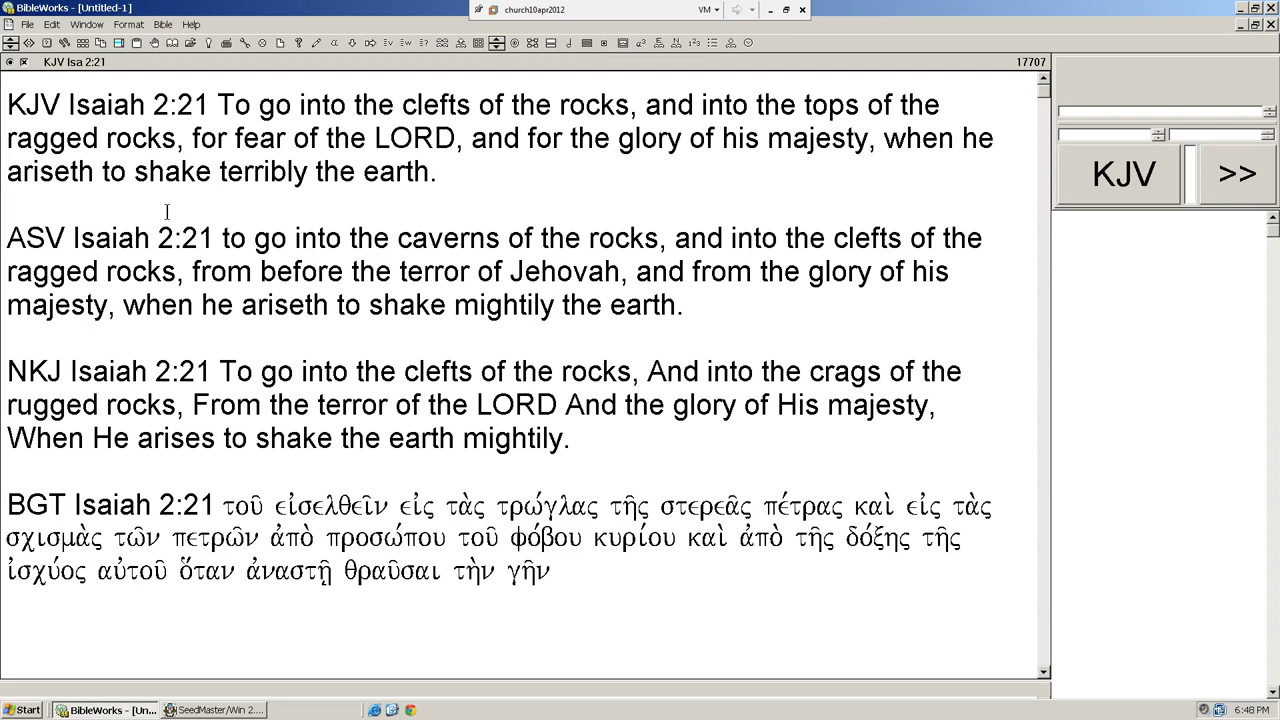 BibleWorks - [Untitled-1]
church10apr2012
VM
File Edit Window Format Bible Help
KJV Isa 2:21
17707
KJV Isaiah 2:21 To go into the clefts of the rocks, and into the tops of the
ragged rocks, for fear of the LORD, and for the glory of his majesty, when he
ariseth to shake terribly the earth.
ASV Isaiah 2:21 to go into the caverns of the rocks, and into the clefts of the
ragged rocks, from before the terror of Jehovah, and from the glory of his
majesty, when he ariseth to shake mightily the earth.
NKJ Isaiah 2:21 To go into the clefts of the rocks, And into the crags of the
rugged rocks, From the terror of the LORD And the glory of His majesty,
When He arises to shake the earth mightily.
BGT Isaiah 2:21 τοῦ εἰσελθεῖν εἰς τὰς τρώγλας τῆς στερεᾶς πέτρας καὶ εἰς τὰς
σχισμὰς τῶν πετρῶν ἀπὸ προσώπου τοῦ φόβου κυρίου καὶ ἀπὸ τῆς δόξης τῆς
ἰσχύος αὐτοῦ ὅταν ἀναστῇ θραῦσαι τὴν γῆν
KJV >>
Start BibleWorks - [Un... SeedMaster/Win 2.... 6:48 PM